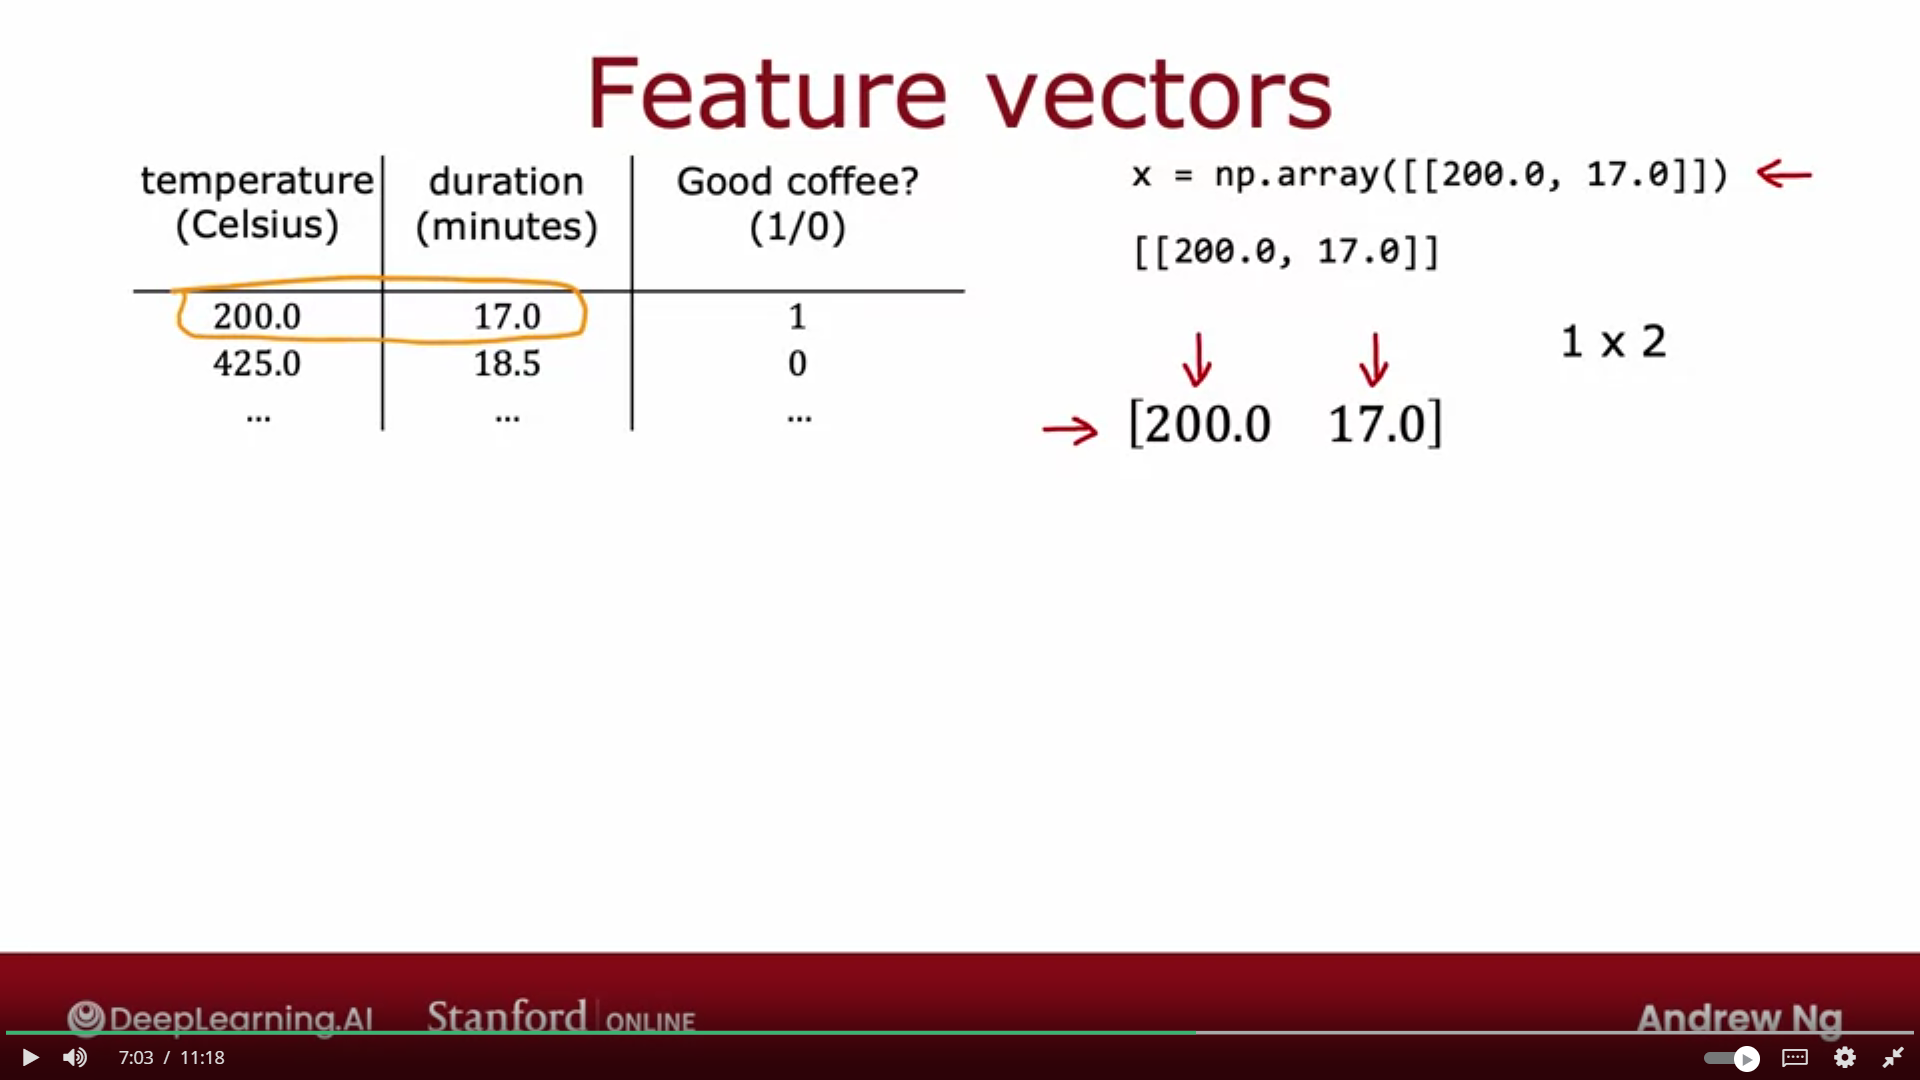 Feature vectors
temperature
(Celsius)
duration
(minutes)
Good coffee?
(1/0)
200.0 17.0 1
425.0 18.5 0
... ... ...
x = np.array([[200.0, 17.0]])
[[200.0, 17.0]]
1 x 2
[200.0 17.0]
DeepLearning.AI Stanford ONLINE Andrew Ng
7:03 / 11:18